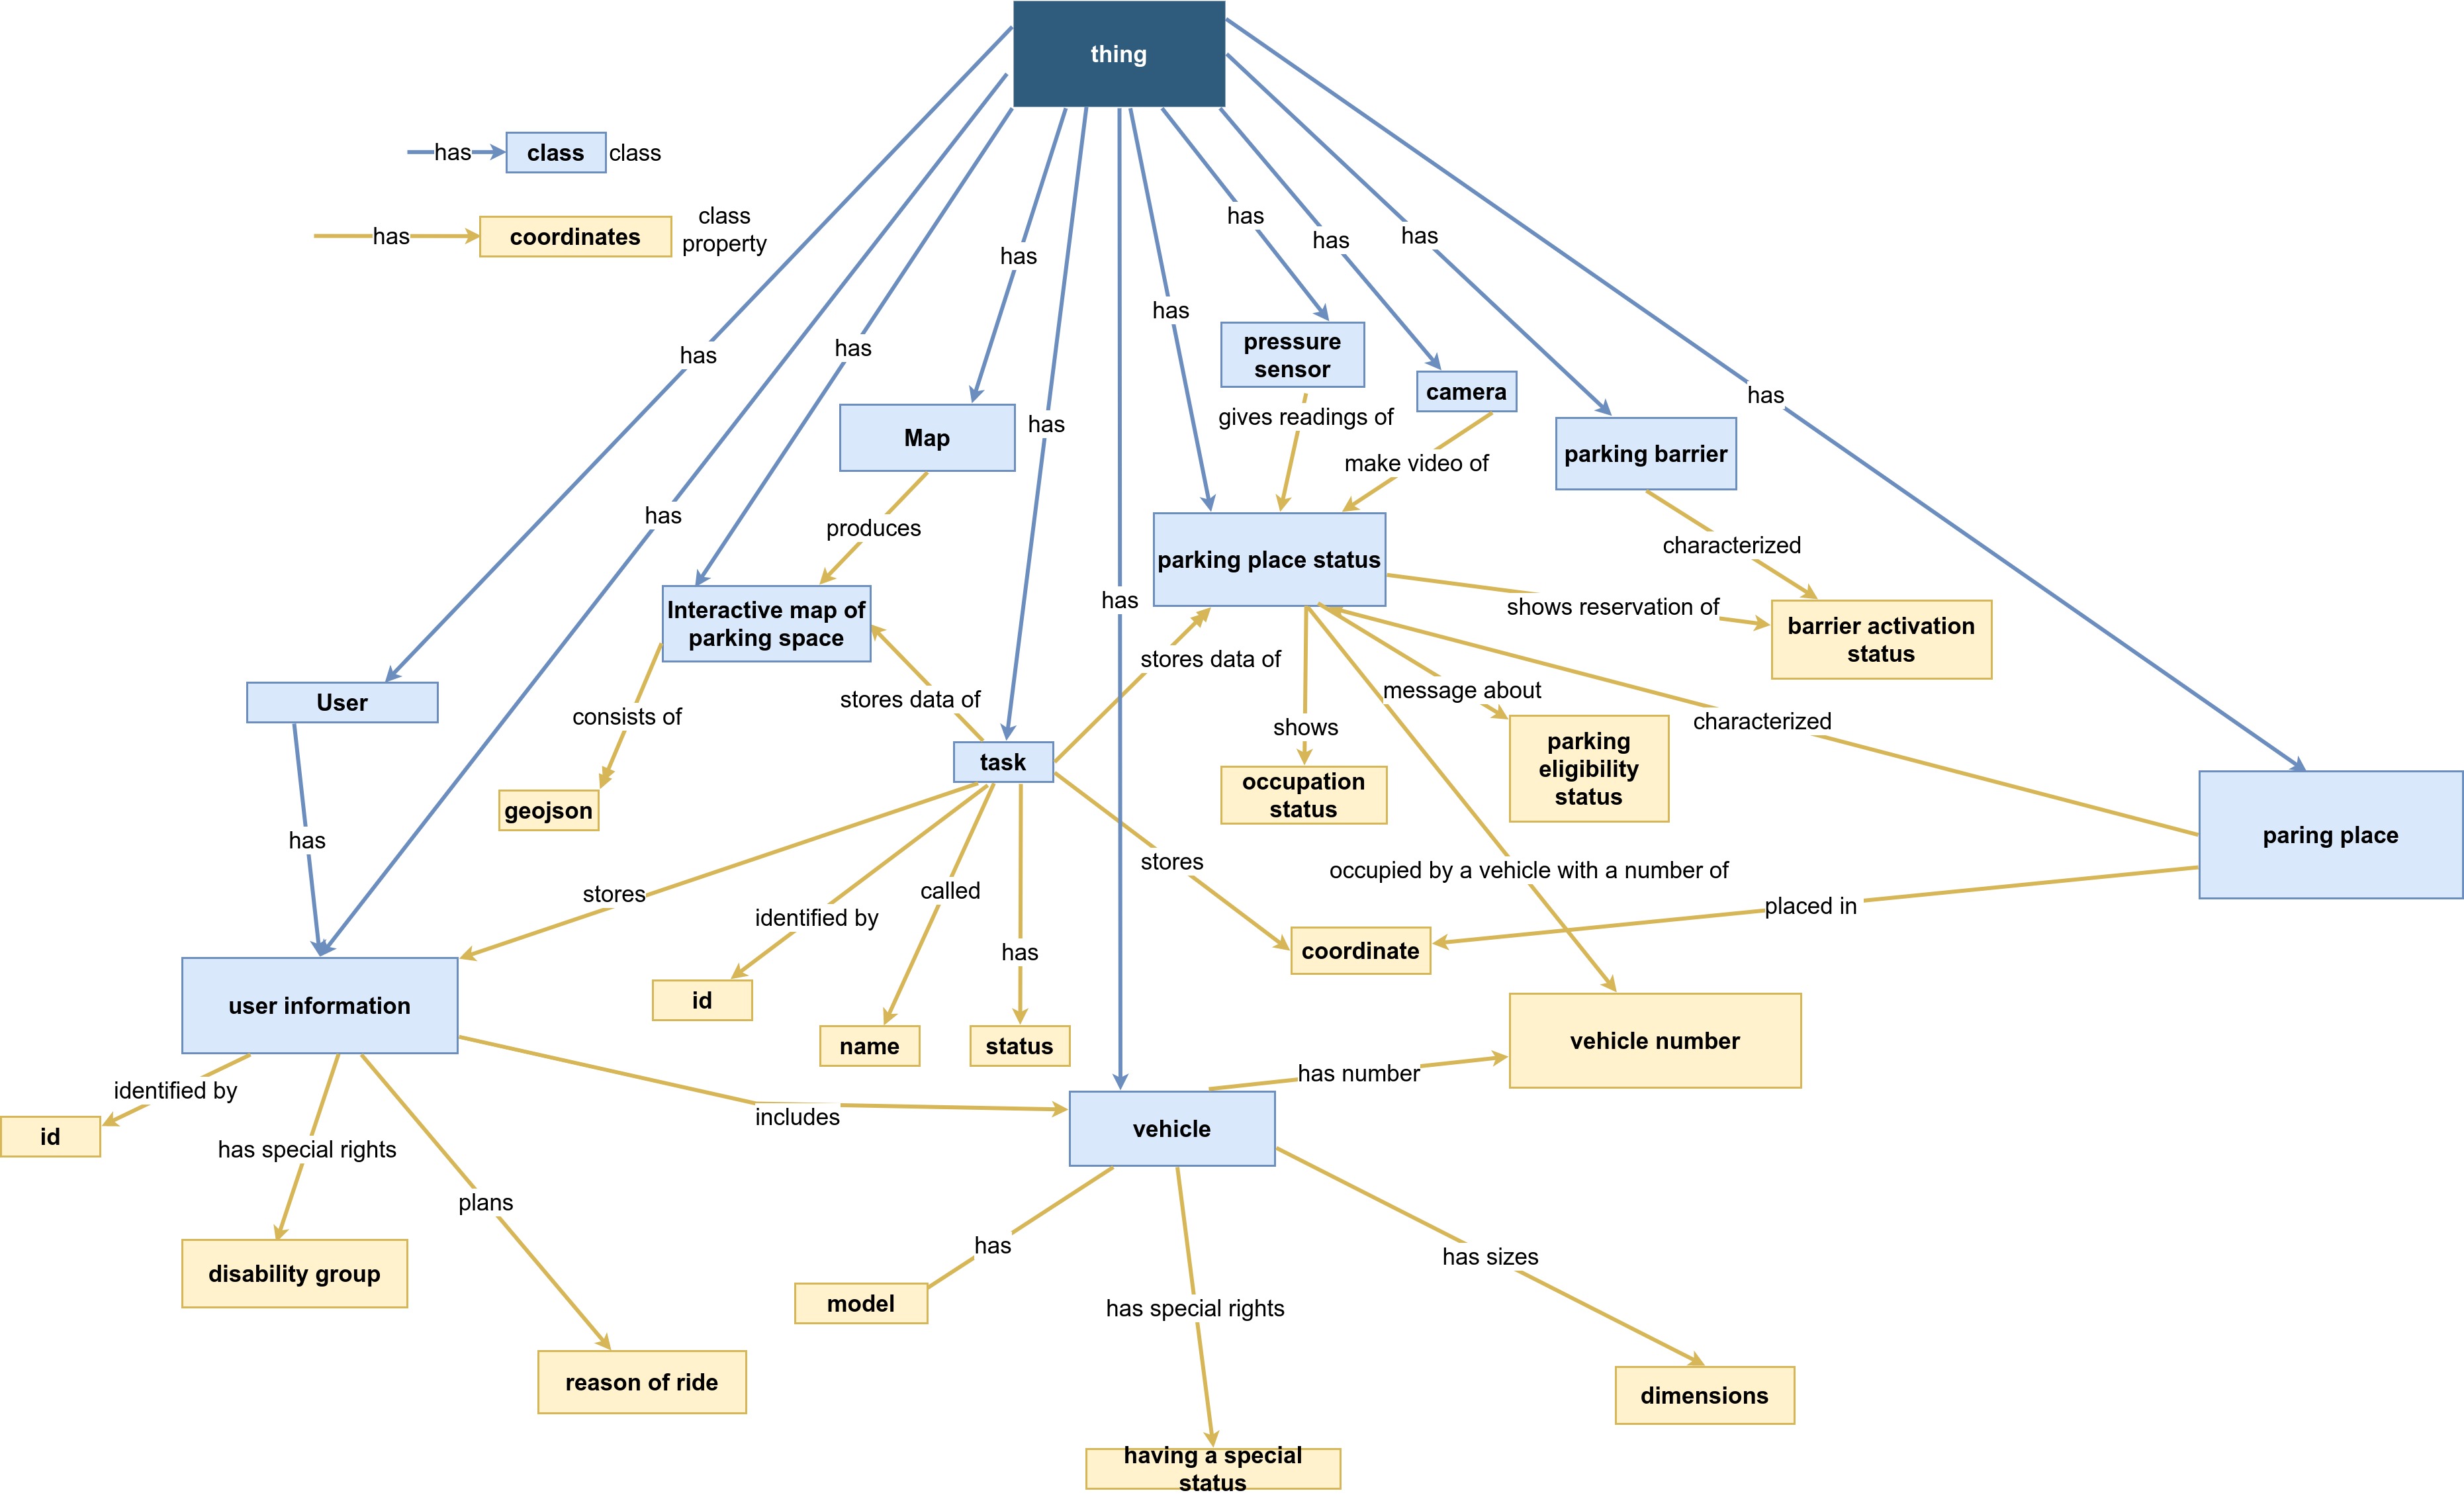 thing
has
class
class
has
coordinates
class
property
has
has
has
has
has
has
has
has
has
has
has
pressure
sensor
camera
Map
gives readings of
parking barrier
make video of
produces
parking place status
characterized
Interactive map of
parking space
shows reservation of
barrier activation
status
stores data of
stores data of
message about
User
consists of
characterized
shows
parking
eligibility
status
task
occupation
status
geojson
paring place
has
stores
occupied by a vehicle with a number of
stores
called
identified by
placed in
has
coordinate
user information
id
name
status
vehicle number
has number
identified by
includes
vehicle
id
has special rights
plans
has
has sizes
disability group
model
has special rights
reason of ride
dimensions
having a special
status